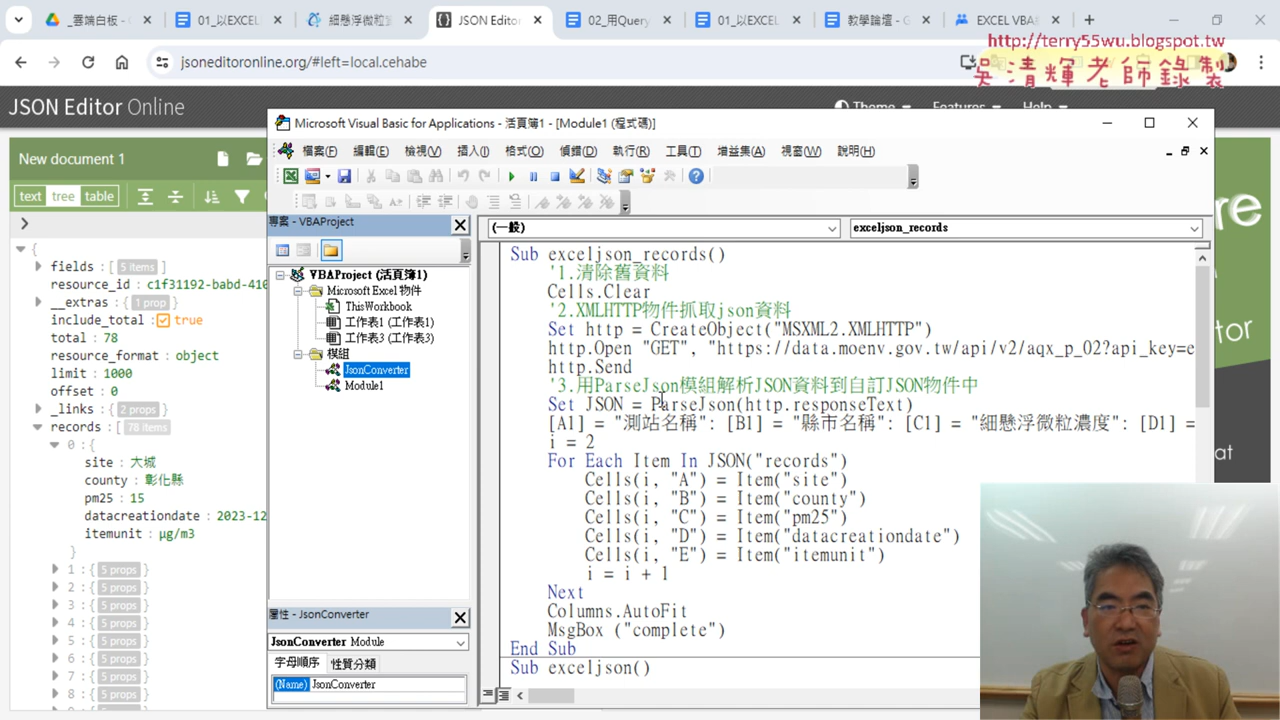 _雲端白板 - G
01_以EXCEL
細懸浮微粒
JSON Editor
02_用Query
01_以EXCEL
教學論壇 - G
EXCEL VBA
http://terry55wu.blogspot.tw
吳清輝老師錄製
jsoneditoronline.org/#left=local.cehabe
JSON Editor Online
Theme
Features
Help
New document 1
text tree table
{
fields : [ 5 items ]
resource_id : c1f31192-babd-410
__extras : { 1 prop }
include_total : true
total : 78
resource_format : object
limit : 1000
offset : 0
_links : { 2 props }
records : [ 78 items ]
0 : {
site : 大城
county : 彰化縣
pm25 : 15
datacreationdate : 2023-12
itemunit : μg/m3
}
1 : { 5 props }
2 : { 5 props }
3 : { 5 props }
4 : { 5 props }
5 : { 5 props }
6 : { 5 props }
7 : { 5 props }
8 : { 5 props }
Microsoft Visual Basic for Applications - 活頁簿1 - [Module1 (程式碼)]
檔案(F) 編輯(E) 檢視(V) 插入(I) 格式(O) 偵錯(D) 執行(R) 工具(T) 增益集(A) 視窗(W) 說明(H)
專案 - VBAProject
VBAProject (活頁簿1)
Microsoft Excel 物件
ThisWorkbook
工作表1 (工作表1)
工作表3 (工作表3)
模組
JsonConverter
Module1
屬性 - JsonConverter
JsonConverter Module
字母順序 性質分類
(Name) JsonConverter
(一般)
exceljson_records
Sub exceljson_records()
'1.清除舊資料
Cells.Clear
'2.XMLHTTP物件抓取json資料
Set http = CreateObject("MSXML2.XMLHTTP")
http.Open "GET", "https://data.moenv.gov.tw/api/v2/aqx_p_02?api_key=e
http.Send
'3.用ParseJson模組解析JSON資料到自訂JSON物件中
Set JSON = ParseJson(http.responseText)
[A1] = "測站名稱": [B1] = "縣市名稱": [C1] = "細懸浮微粒濃度": [D1] =
i = 2
For Each Item In JSON("records")
Cells(i, "A") = Item("site")
Cells(i, "B") = Item("county")
Cells(i, "C") = Item("pm25")
Cells(i, "D") = Item("datacreationdate")
Cells(i, "E") = Item("itemunit")
i = i + 1
Next
Columns.AutoFit
MsgBox ("complete")
End Sub
Sub exceljson()